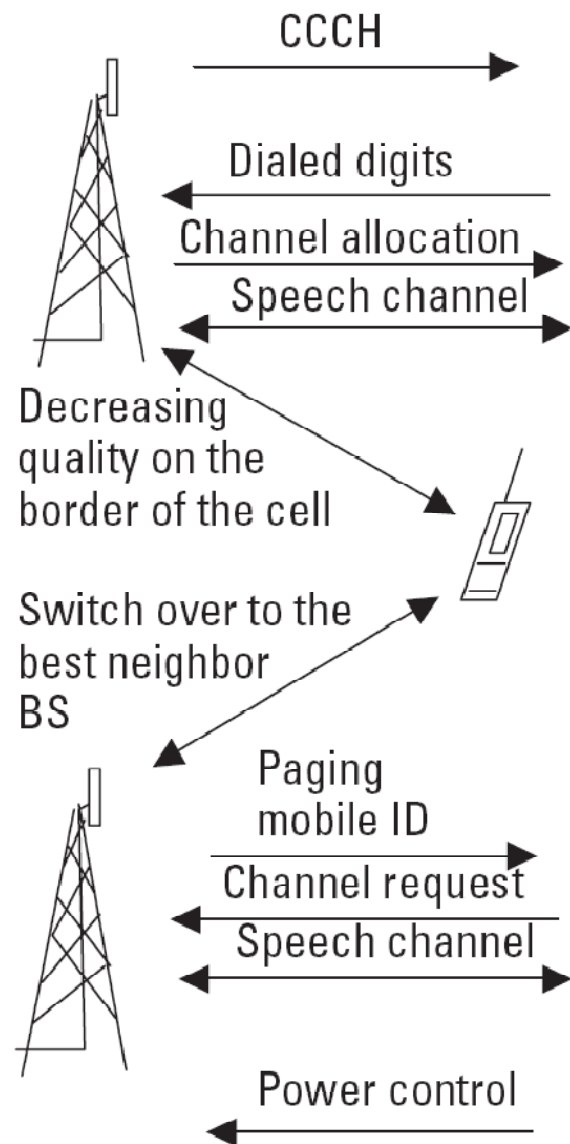 CCCH
Dialed digits
Channel allocation
Speech channel
Decreasing
quality on the
border of the cell
Switch over to the
best neighbor
BS
Paging
mobile ID
Channel request
Speech channel
Power control